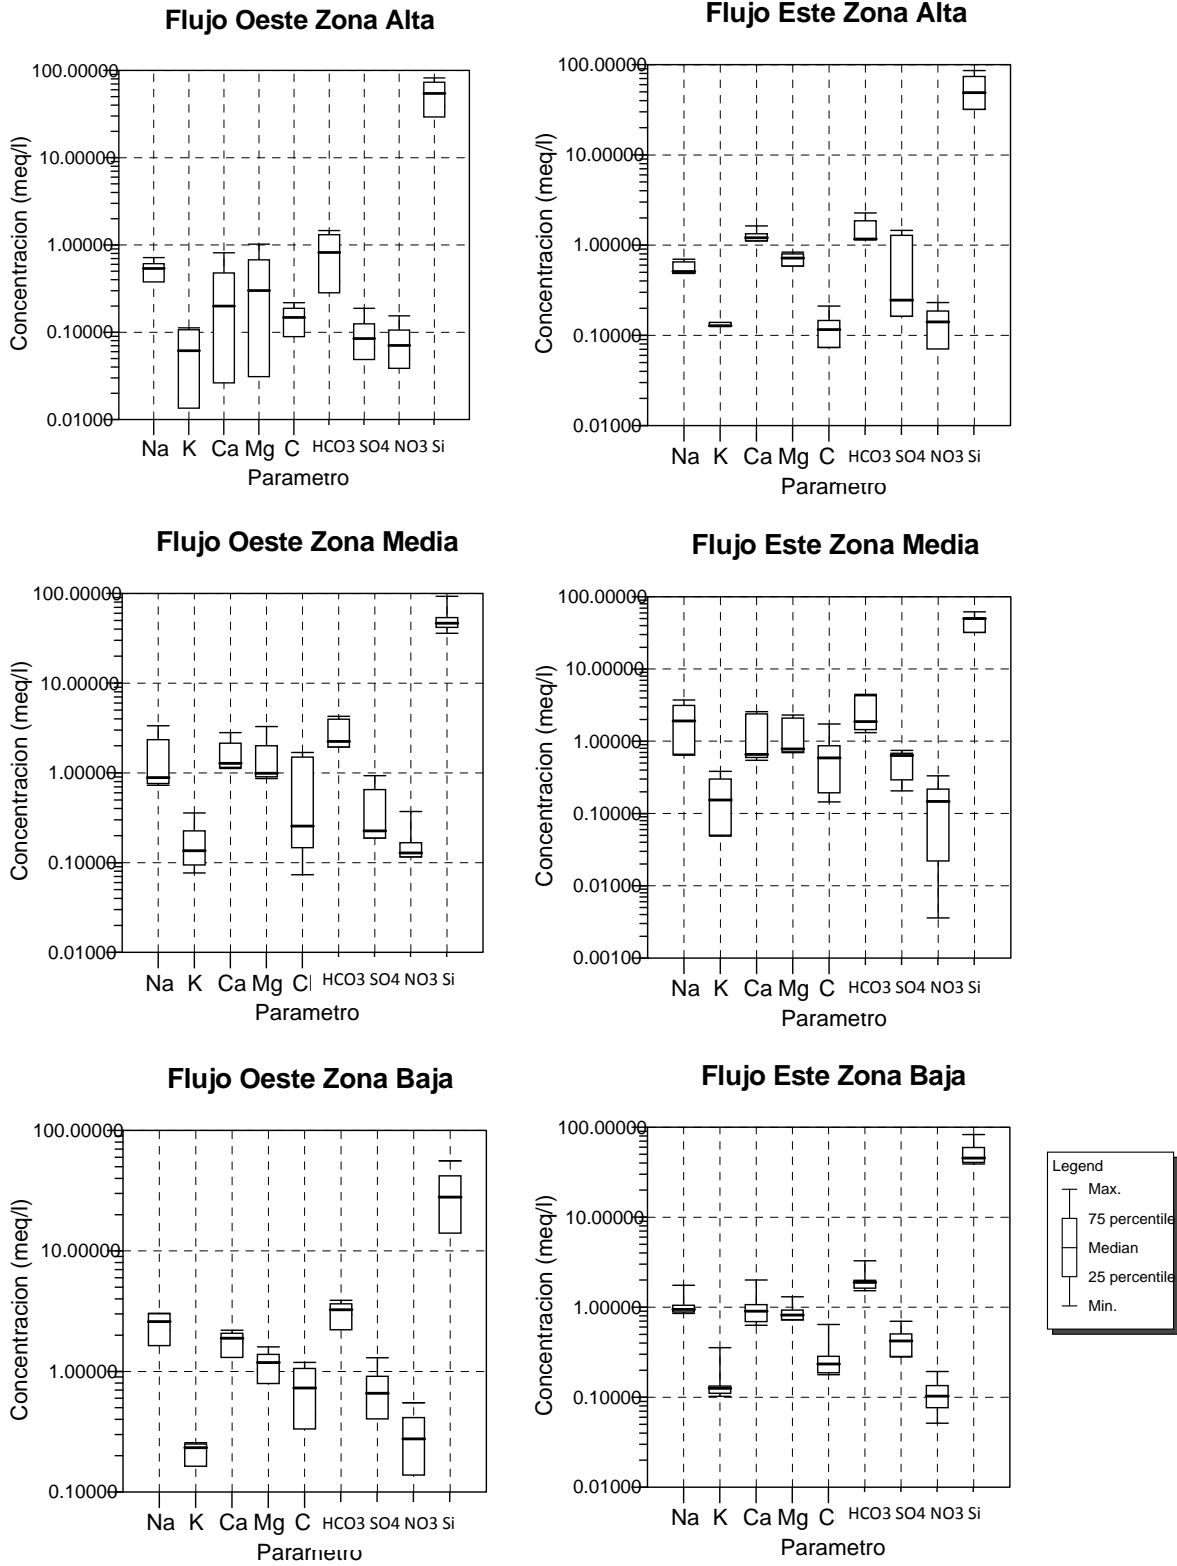 Flujo Oeste Zona Alta
100.00000
10.00000
1.00000
0.10000
0.01000
Concentracion (meq/l)
Na K Ca Mg C HCO3 SO4 NO3 Si
Parametro
Flujo Este Zona Alta
100.00000
10.00000
1.00000
0.10000
0.01000
Concentracion (meq/l)
Na K Ca Mg C HCO3 SO4 NO3 Si
Parametro
Flujo Oeste Zona Media
100.00000
10.00000
1.00000
0.10000
0.01000
Concentracion (meq/l)
Na K Ca Mg Cl HCO3 SO4 NO3 Si
Parametro
Flujo Este Zona Media
100.00000
10.00000
1.00000
0.10000
0.01000
0.00100
Concentracion (meq/l)
Na K Ca Mg C HCO3 SO4 NO3 Si
Parametro
Flujo Oeste Zona Baja
100.00000
10.00000
1.00000
0.10000
Concentracion (meq/l)
Na K Ca Mg C HCO3 SO4 NO3 Si
Parametro
Flujo Este Zona Baja
100.00000
10.00000
1.00000
0.10000
0.01000
Concentracion (meq/l)
Na K Ca Mg C HCO3 SO4 NO3 Si
Parametro
Legend
Max.
75 percentile
Median
25 percentile
Min.